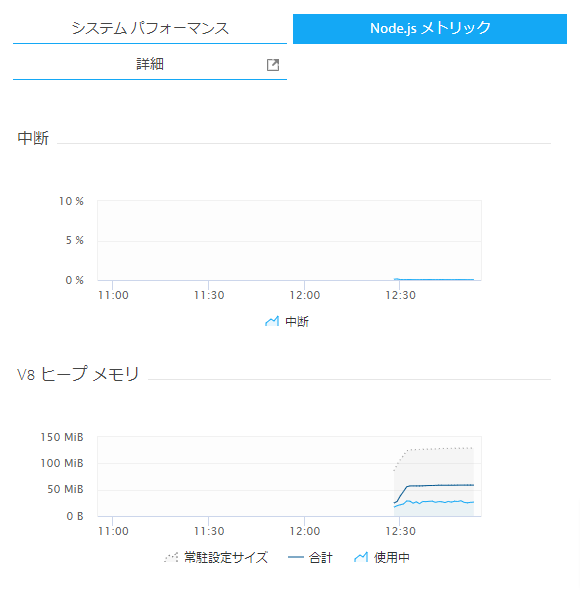 システム パフォーマンス
Node.js メトリック
詳細
中断
10 %
5 %
0 %
11:00 11:30 12:00 12:30
中断
V8 ヒープ メモリ
150 MiB
100 MiB
50 MiB
0 B
11:00 11:30 12:00 12:30
常駐設定サイズ 合計 使用中